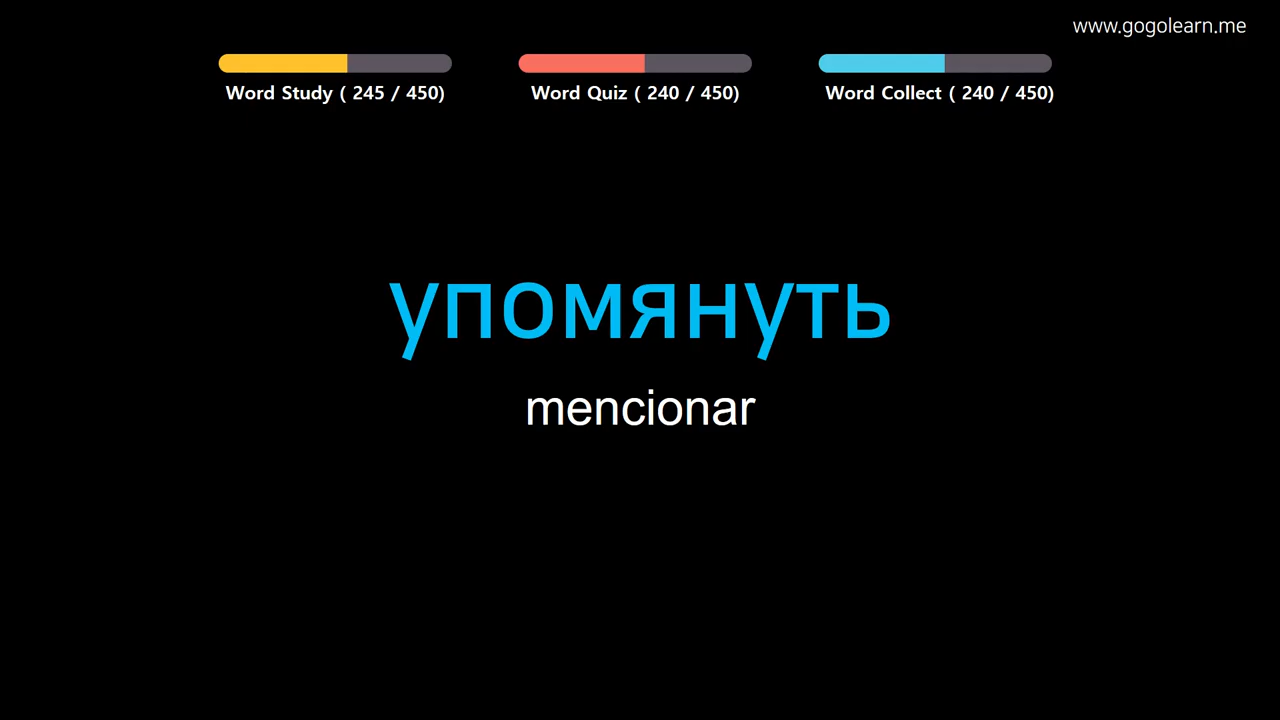 www.gogolearn.me
Word Study ( 245 / 450)
Word Quiz ( 240 / 450)
Word Collect ( 240 / 450)
упомянуть
mencionar